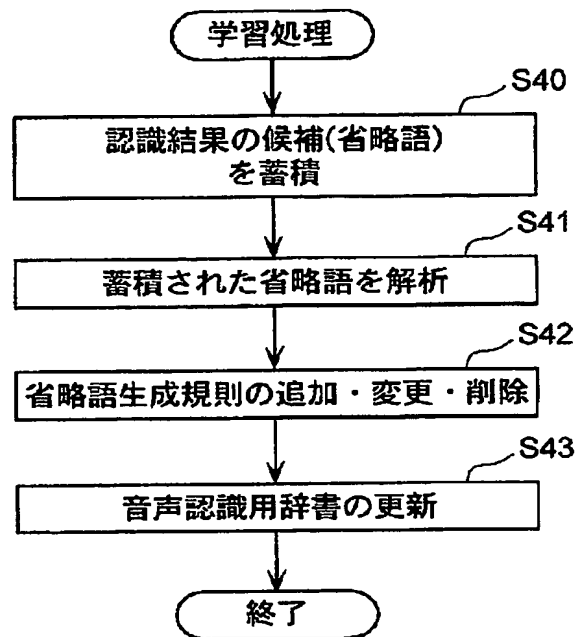 学習処理
S40
認識結果の候補(省略語)
を蓄積
S41
蓄積された省略語を解析
S42
省略語生成規則の追加・変更・削除
S43
音声認識用辞書の更新
終了